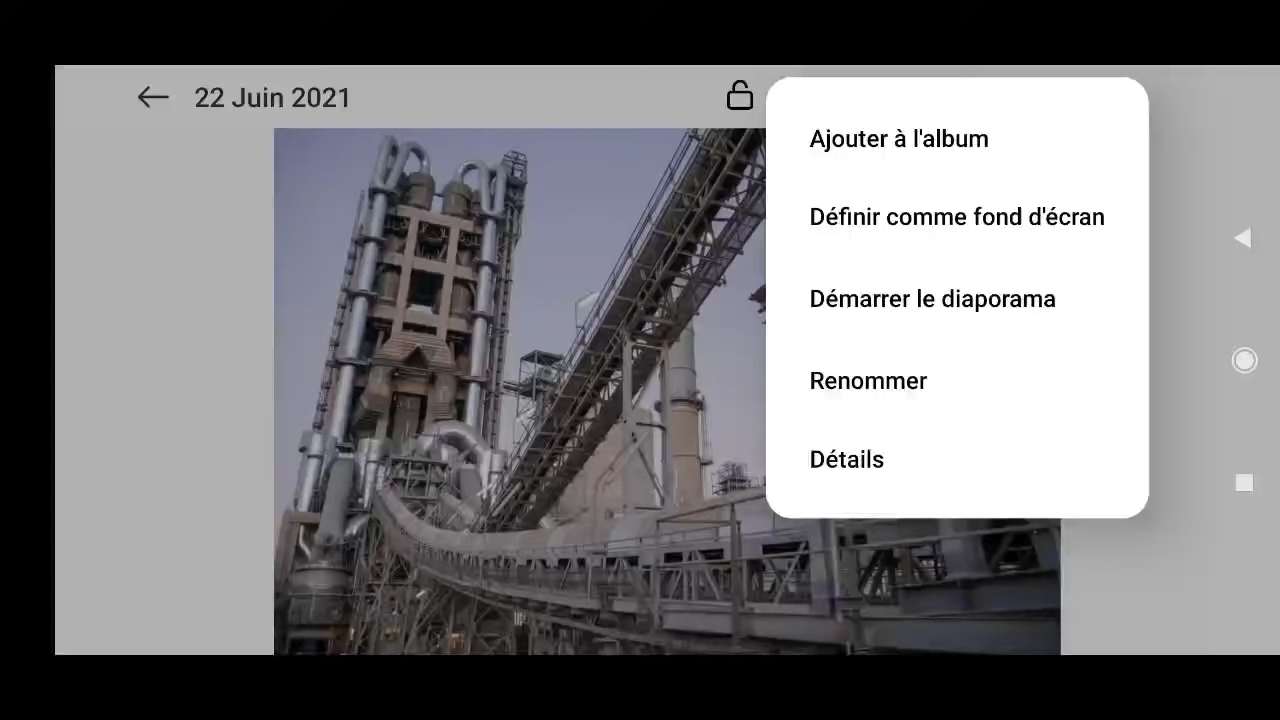 22 Juin 2021
Ajouter à l'album
Définir comme fond d'écran
Démarrer le diaporama
Renommer
Détails